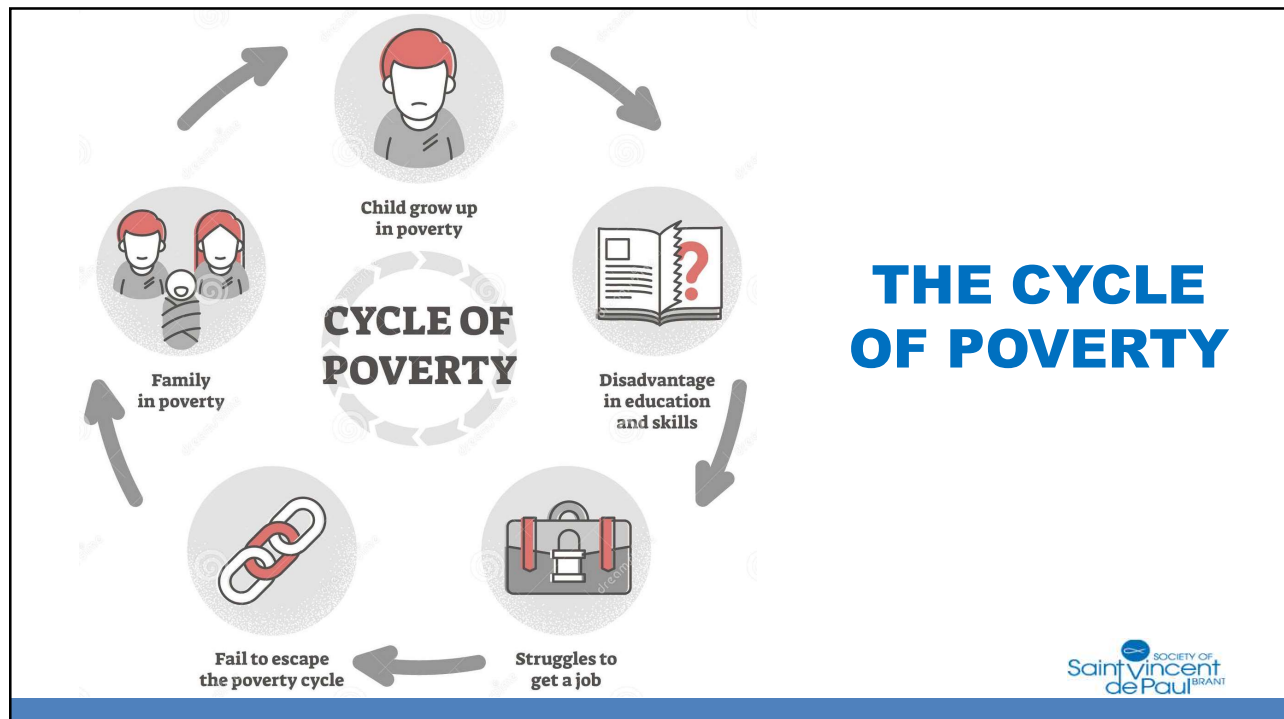 Child grow up
in poverty
CYCLE OF
POVERTY
Disadvantage
in education
and skills
Struggles to
get a job
Fail to escape
the poverty cycle
Family
in poverty
?
THE CYCLE
OF POVERTY
SOCIETY OF
Saint Vincent
de Paul BRANT